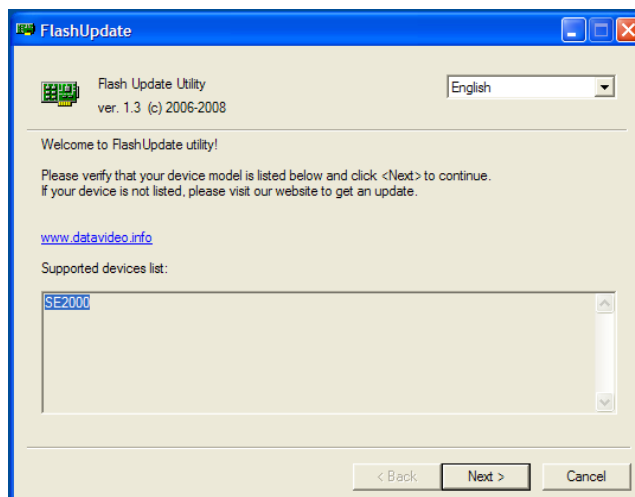 FlashUpdate
Flash Update Utility
English
ver. 1.3 (c) 2006-2008
Welcome to FlashUpdate utility!
Please verify that your device model is listed below and click <Next> to continue.
If your device is not listed, please visit our website to get an update.
www.datavideo.info
Supported devices list:
SE2000
< Back
Next >
Cancel